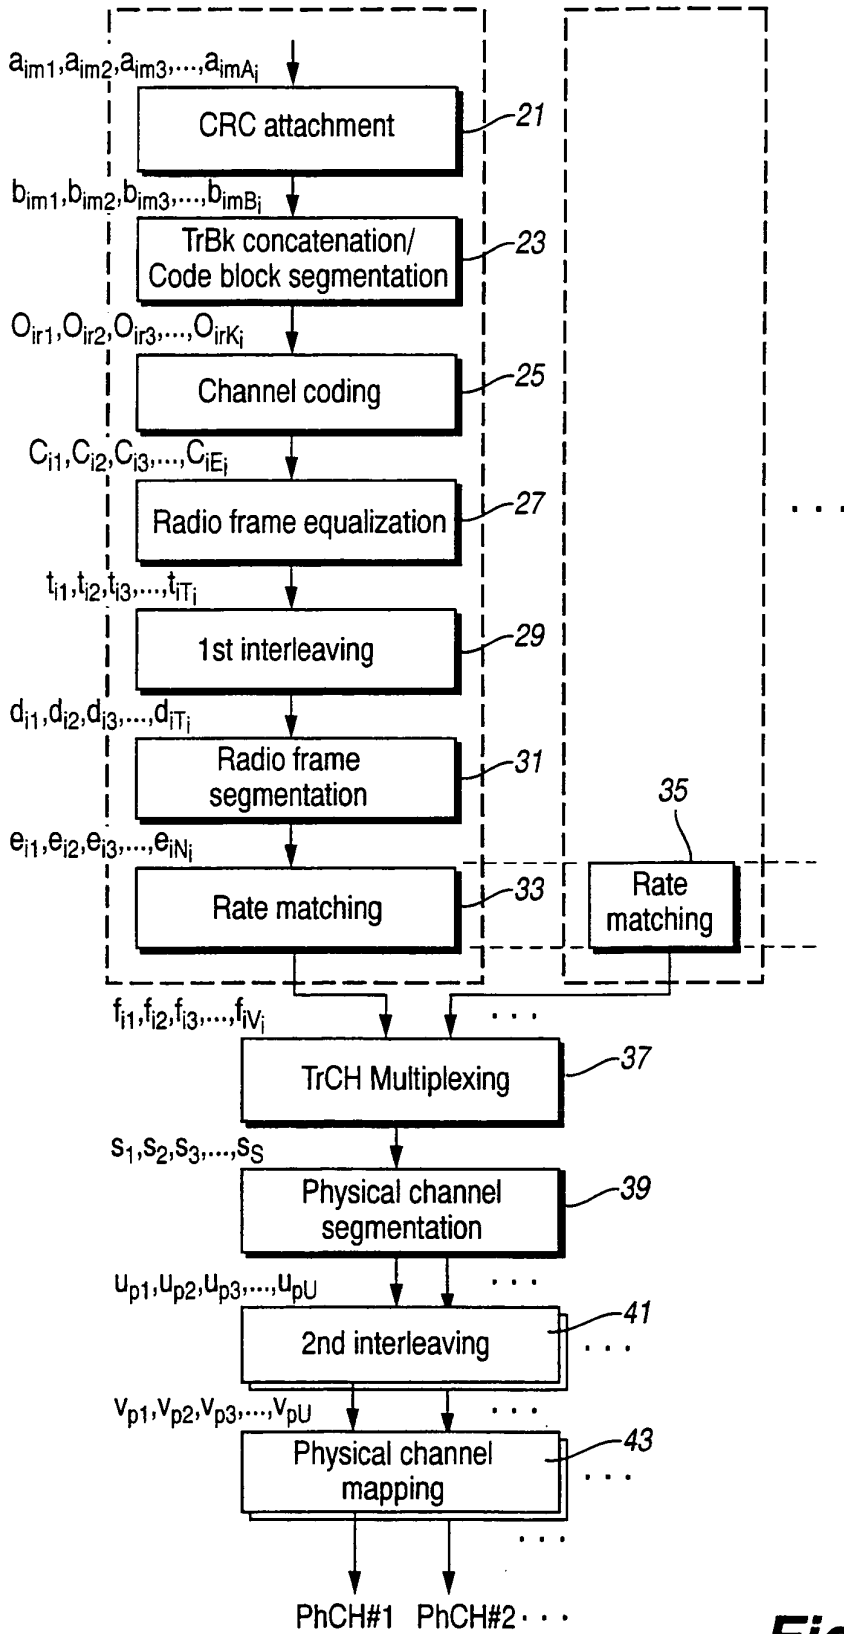 a_im1,a_im2,a_im3,...,a_imA_i
CRC attachment
21
b_im1,b_im2,b_im3,...,b_imB_i
TrBk concatenation/
Code block segmentation
23
O_ir1,O_ir2,O_ir3,...,O_irK_i
Channel coding
25
C_i1,C_i2,C_i3,...,C_iE_i
Radio frame equalization
27
. . .
t_i1,t_i2,t_i3,...,t_iT_i
1st interleaving
29
d_i1,d_i2,d_i3,...,d_iT_i
Radio frame
segmentation
31
e_i1,e_i2,e_i3,...,e_iN_i
Rate matching
33
35
Rate
matching
f_i1,f_i2,f_i3,...,f_iV_i
. . .
TrCH Multiplexing
37
s_1,s_2,s_3,...,s_S
Physical channel
segmentation
39
u_p1,u_p2,u_p3,...,u_pU
. . .
2nd interleaving
41
. . .
v_p1,v_p2,v_p3,...,v_pU
. . .
Physical channel
mapping
43
. . .
. . .
PhCH#1 PhCH#2 . . .